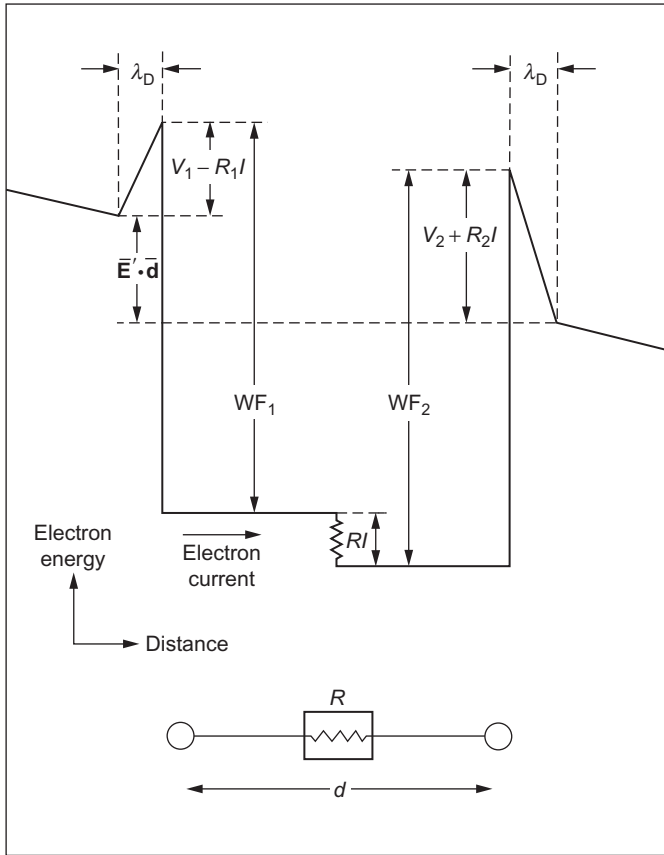 λD
λD
V1 – R1I
V2 + R2I
E̅′·d̅
WF1
WF2
RI
Electron
energy
Electron
current
Distance
R
d